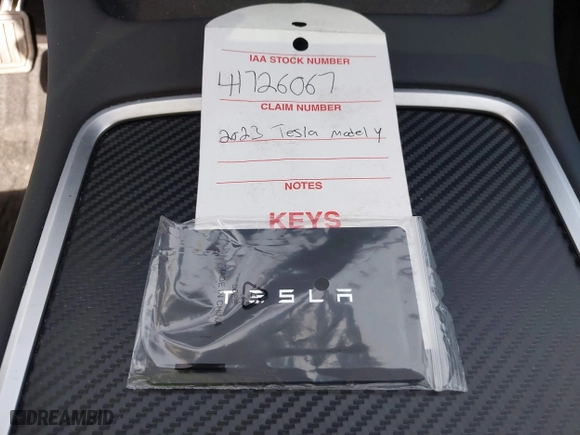 IAA STOCK NUMBER
41726067
CLAIM NUMBER
2023 Tesla model y
NOTES
KEYS
TESLA
DREAMBID